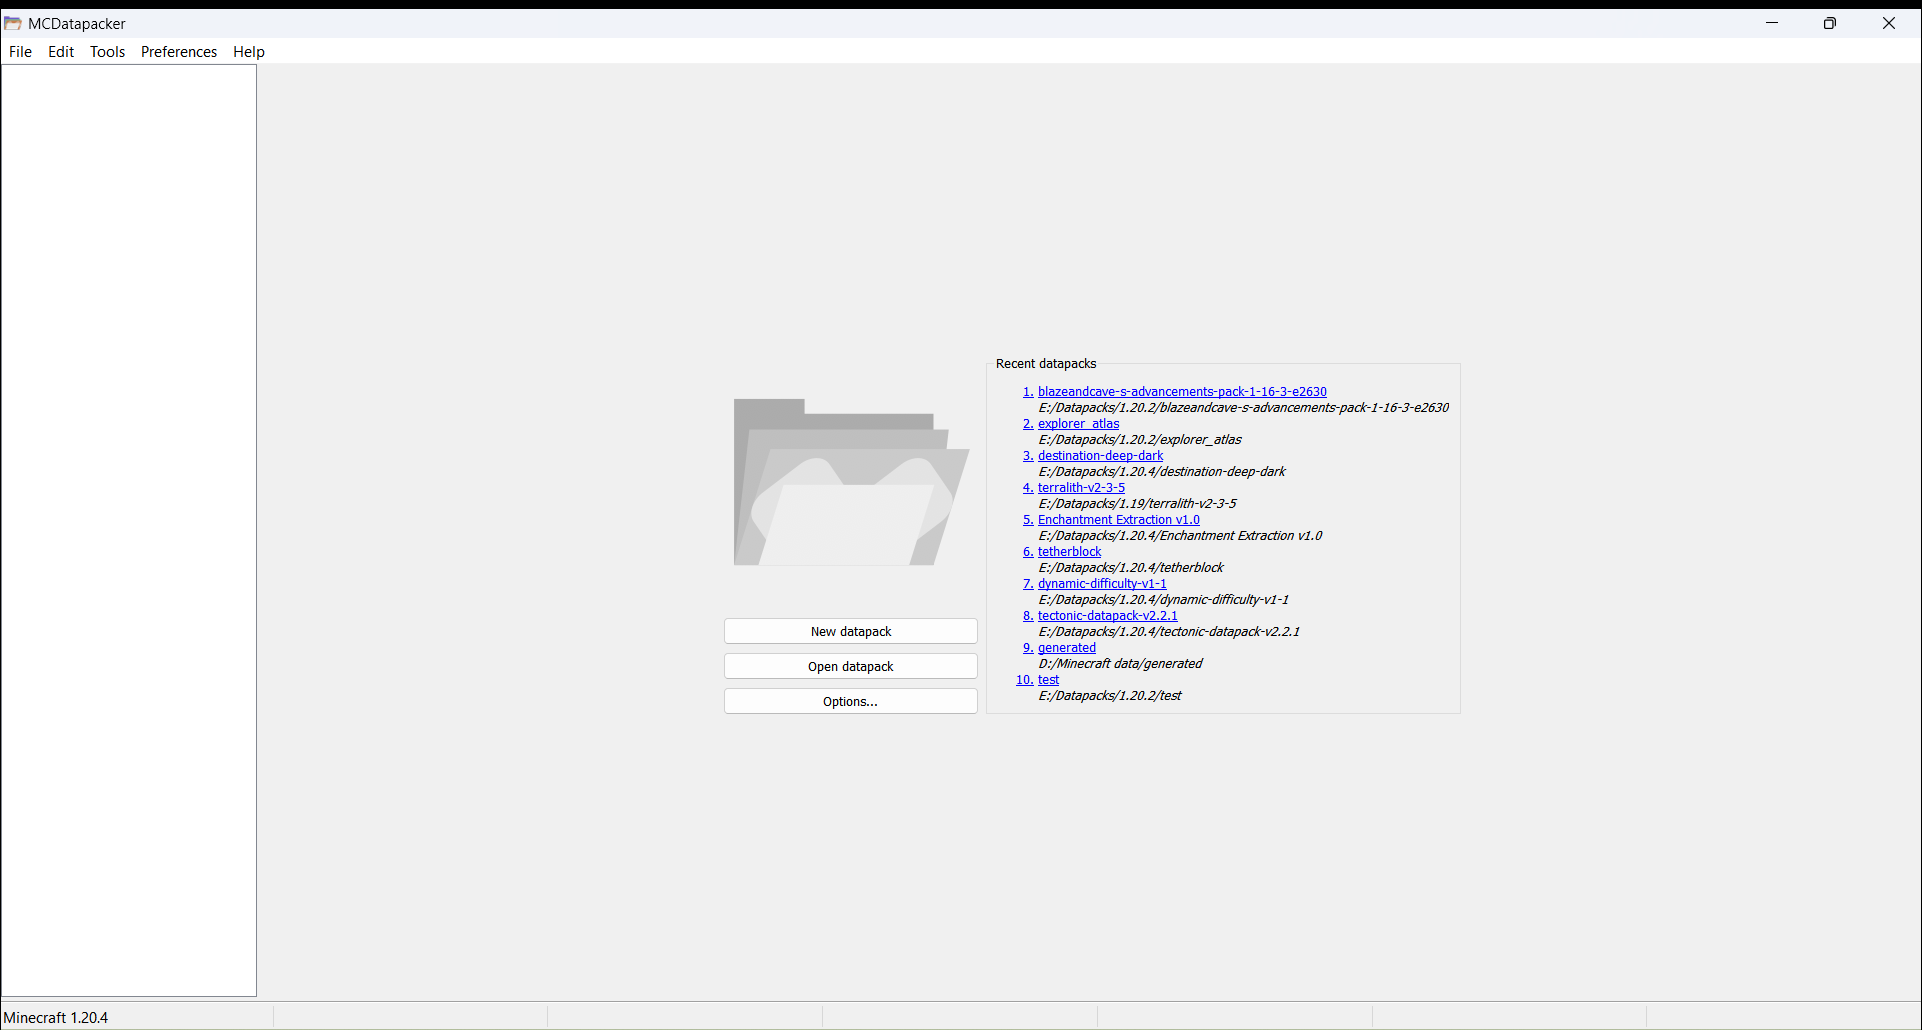 MCDatapacker
File Edit Tools Preferences Help
Recent datapacks
1. blazeandcave-s-advancements-pack-1-16-3-e2630
E:/Datapacks/1.20.2/blazeandcave-s-advancements-pack-1-16-3-e2630
2. explorer_atlas
E:/Datapacks/1.20.2/explorer_atlas
3. destination-deep-dark
E:/Datapacks/1.20.4/destination-deep-dark
4. terralith-v2-3-5
E:/Datapacks/1.19/terralith-v2-3-5
5. Enchantment Extraction v1.0
E:/Datapacks/1.20.4/Enchantment Extraction v1.0
6. tetherblock
E:/Datapacks/1.20.4/tetherblock
7. dynamic-difficulty-v1-1
E:/Datapacks/1.20.4/dynamic-difficulty-v1-1
8. tectonic-datapack-v2.2.1
E:/Datapacks/1.20.4/tectonic-datapack-v2.2.1
9. generated
D:/Minecraft data/generated
10. test
E:/Datapacks/1.20.2/test
New datapack
Open datapack
Options...
Minecraft 1.20.4